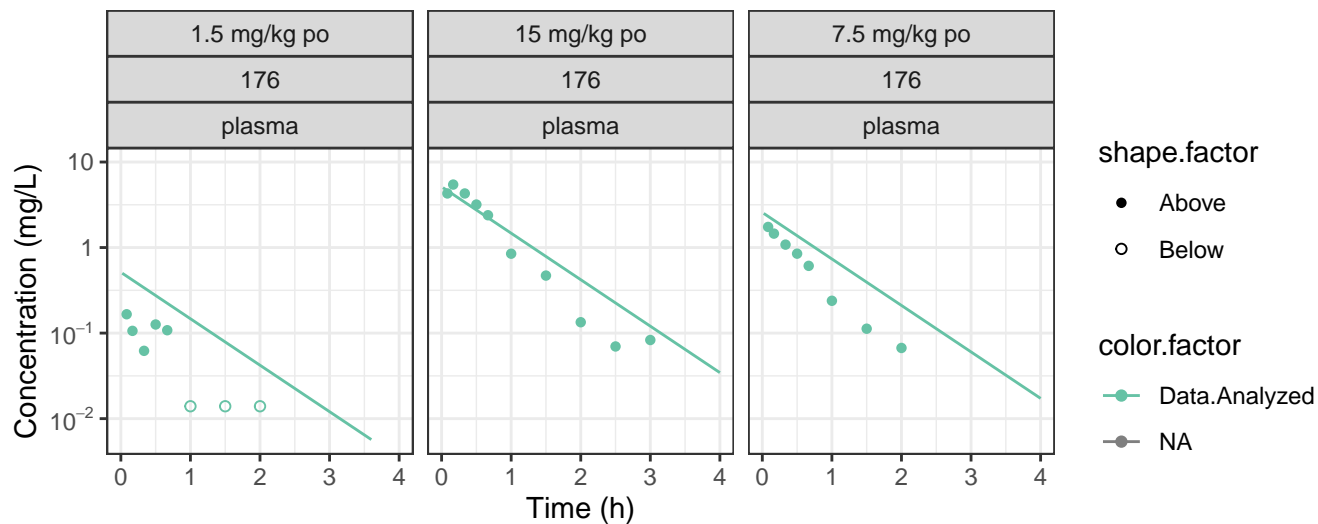 1.5 mg/kg po 15 mg/kg po 7.5 mg/kg po
176 176 176
plasma plasma plasma
Concentration (mg/L)
10
1
10⁻¹
10⁻²
0 1 2 3 4 0 1 2 3 4 0 1 2 3 4
Time (h)
shape.factor
Above
Below
color.factor
Data.Analyzed
NA